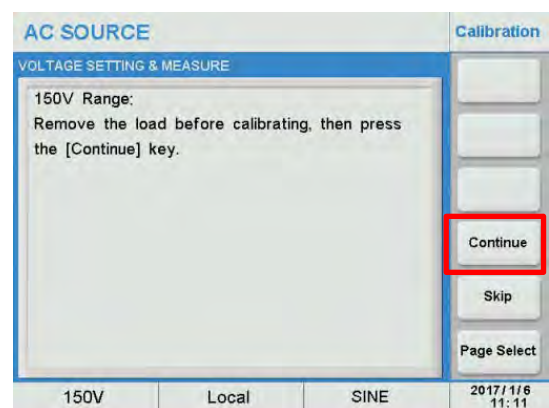 AC SOURCE
Calibration
VOLTAGE SETTING & MEASURE
150V Range:
Remove the load before calibrating, then press
the [Continue] key.
Continue
Skip
Page Select
150V
Local
SINE
2017/ 1/ 6
11: 11